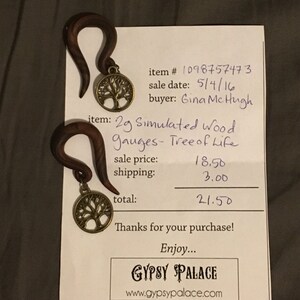 item # 1098757473
sale date: 5/4/16
buyer: Gina McHugh
item: 2g Simulated Wood
gauges - Tree of Life
sale price: 18.50
shipping: 3.00
total: 21.50
Thanks for your purchase!
Enjoy...
GYPSY PALACE
www.gypsypalace.com